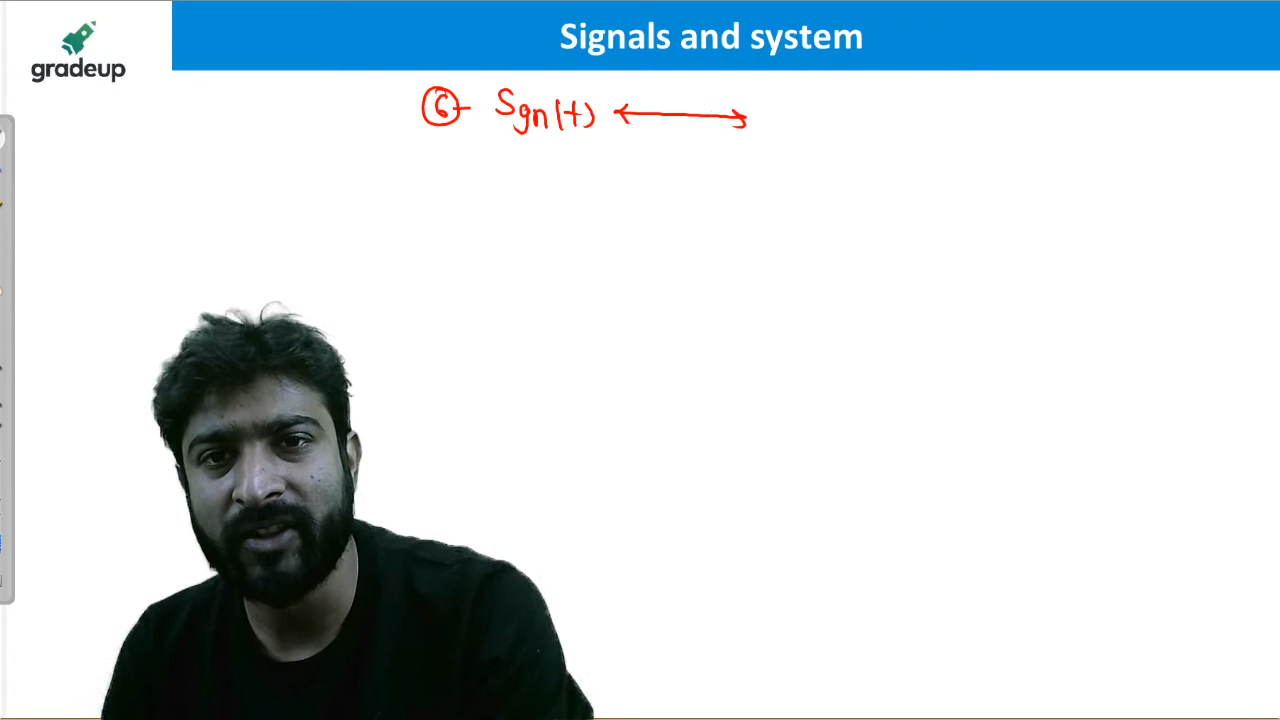 Signals and system
gradeup
⑥- Sgn(t) ⟷